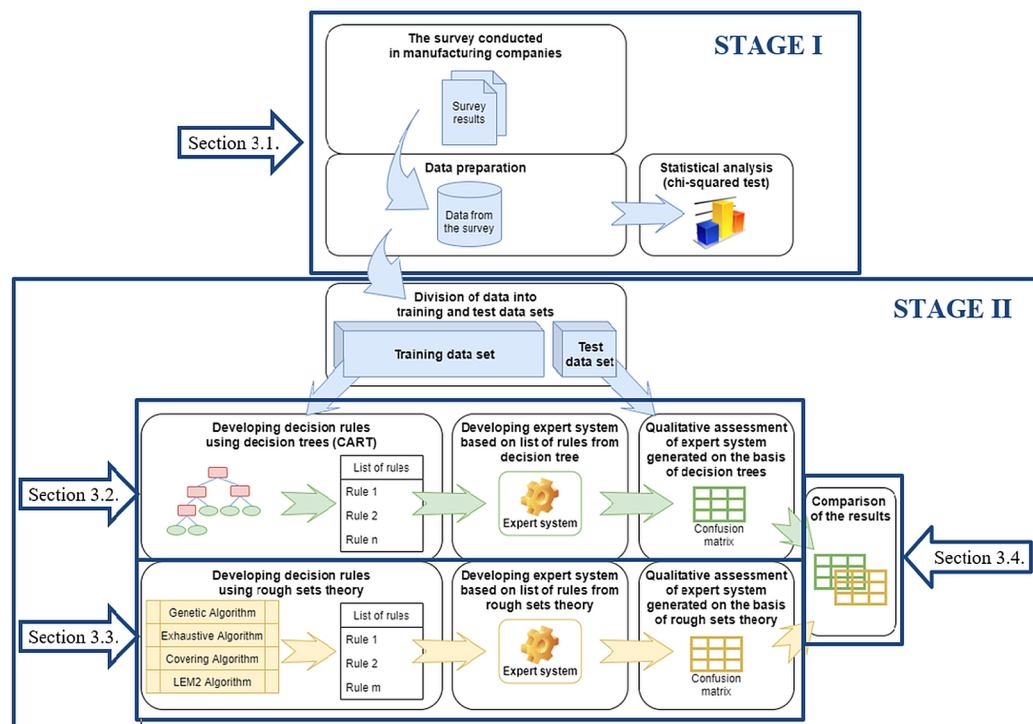 STAGE I
The survey conducted
in manufacturing companies
Survey
results
Section 3.1.
Data preparation
Data from
the survey
Statistical analysis
(chi-squared test)
STAGE II
Division of data into
training and test data sets
Training data set
Test
data set
Section 3.2.
Developing decision rules
using decision trees (CART)
List of rules
Rule 1
Rule 2
Rule n
Developing expert system
based on list of rules from
decision tree
Expert system
Qualitative assessment
of expert system
generated on the basis
of decision trees
Confusion
matrix
Comparison
of the results
Section 3.4.
Section 3.3.
Developing decision rules
using rough sets theory
Genetic Algorithm
Exhaustive Algorithm
Covering Algorithm
LEM2 Algorithm
List of rules
Rule 1
Rule 2
Rule m
Developing expert system
based on list of rules from
rough sets theory
Expert system
Qualitative assessment
of expert system
generated on the basis
of rough sets theory
Confusion
matrix